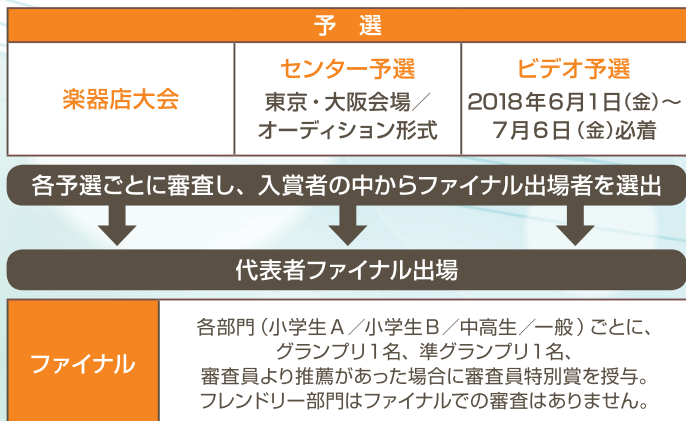 予 選
楽器店大会
センター予選
東京・大阪会場／
オーディション形式
ビデオ予選
2018年6月1日(金)～
7月6日(金)必着
各予選ごとに審査し、入賞者の中からファイナル出場者を選出
代表者ファイナル出場
ファイナル
各部門(小学生A／小学生B／中高生／一般)ごとに、
グランプリ1名、準グランプリ1名、
審査員より推薦があった場合に審査員特別賞を授与。
フレンドリー部門はファイナルでの審査はありません。